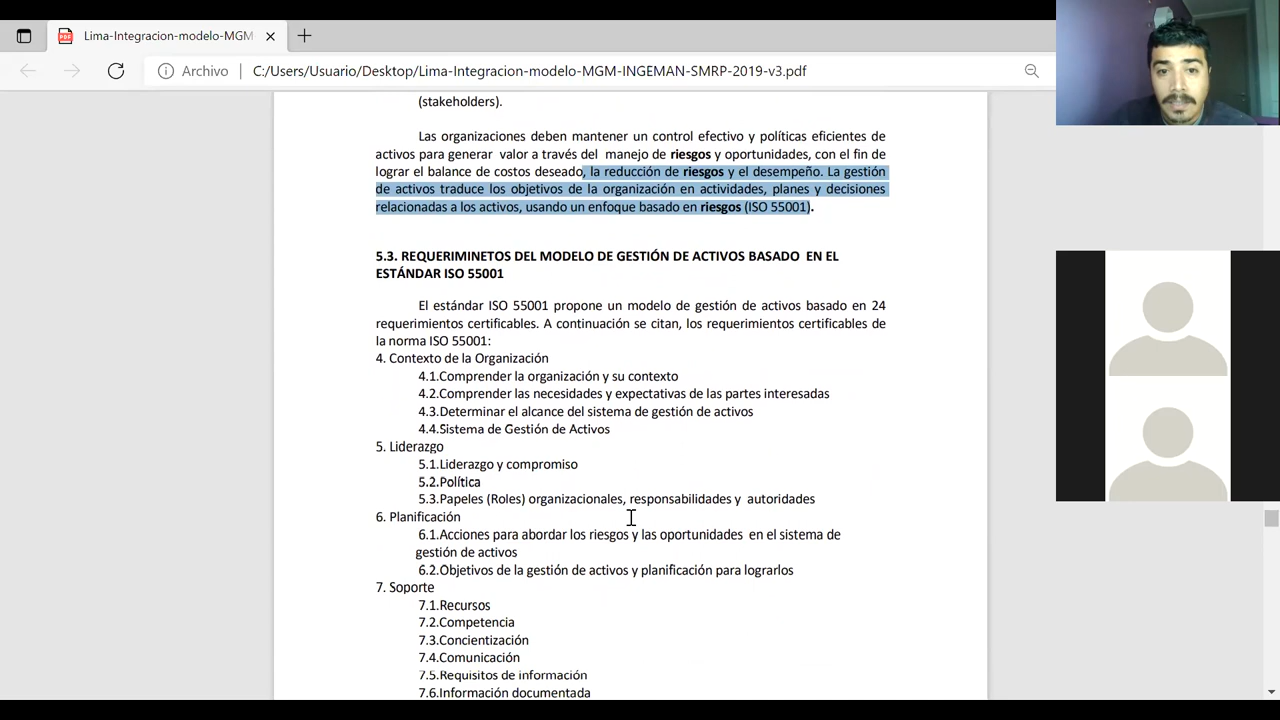 Lima-Integracion-modelo-MGM
Archivo
C:/Users/Usuario/Desktop/Lima-Integracion-modelo-MGM-INGEMAN-SMRP-2019-v3.pdf
(stakeholders).
Las organizaciones deben mantener un control efectivo y políticas eficientes de
activos para generar valor a través del manejo de riesgos y oportunidades, con el fin de
lograr el balance de costos deseado, la reducción de riesgos y el desempeño. La gestión
de activos traduce los objetivos de la organización en actividades, planes y decisiones
relacionadas a los activos, usando un enfoque basado en riesgos (ISO 55001).
5.3. REQUERIMINETOS DEL MODELO DE GESTIÓN DE ACTIVOS BASADO EN EL
ESTÁNDAR ISO 55001
El estándar ISO 55001 propone un modelo de gestión de activos basado en 24
requerimientos certificables. A continuación se citan, los requerimientos certificables de
la norma ISO 55001:
4. Contexto de la Organización
4.1.Comprender la organización y su contexto
4.2.Comprender las necesidades y expectativas de las partes interesadas
4.3.Determinar el alcance del sistema de gestión de activos
4.4.Sistema de Gestión de Activos
5. Liderazgo
5.1.Liderazgo y compromiso
5.2.Política
5.3.Papeles (Roles) organizacionales, responsabilidades y autoridades
6. Planificación
6.1.Acciones para abordar los riesgos y las oportunidades en el sistema de
gestión de activos
6.2.Objetivos de la gestión de activos y planificación para lograrlos
7. Soporte
7.1.Recursos
7.2.Competencia
7.3.Concientización
7.4.Comunicación
7.5.Requisitos de información
7.6.Información documentada